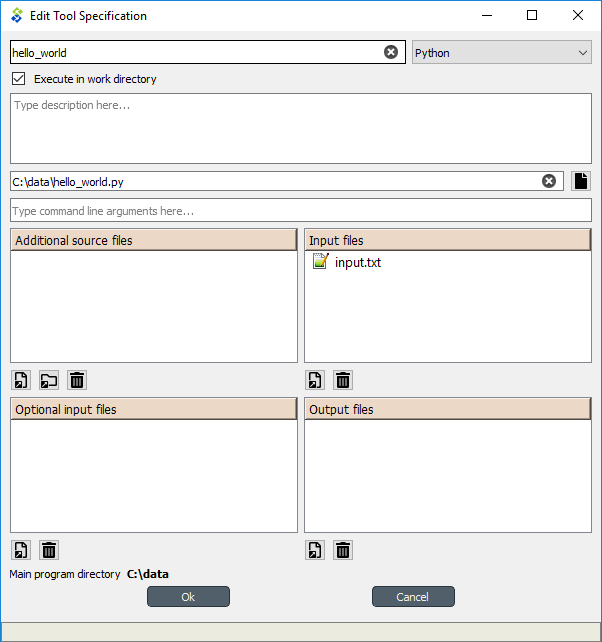 Edit Tool Specification
hello_world
Python
Execute in work directory
Type description here...
C:\data\hello_world.py
Type command line arguments here...
Additional source files
Input files
input.txt
Optional input files
Output files
Main program directory C:\data
Ok
Cancel